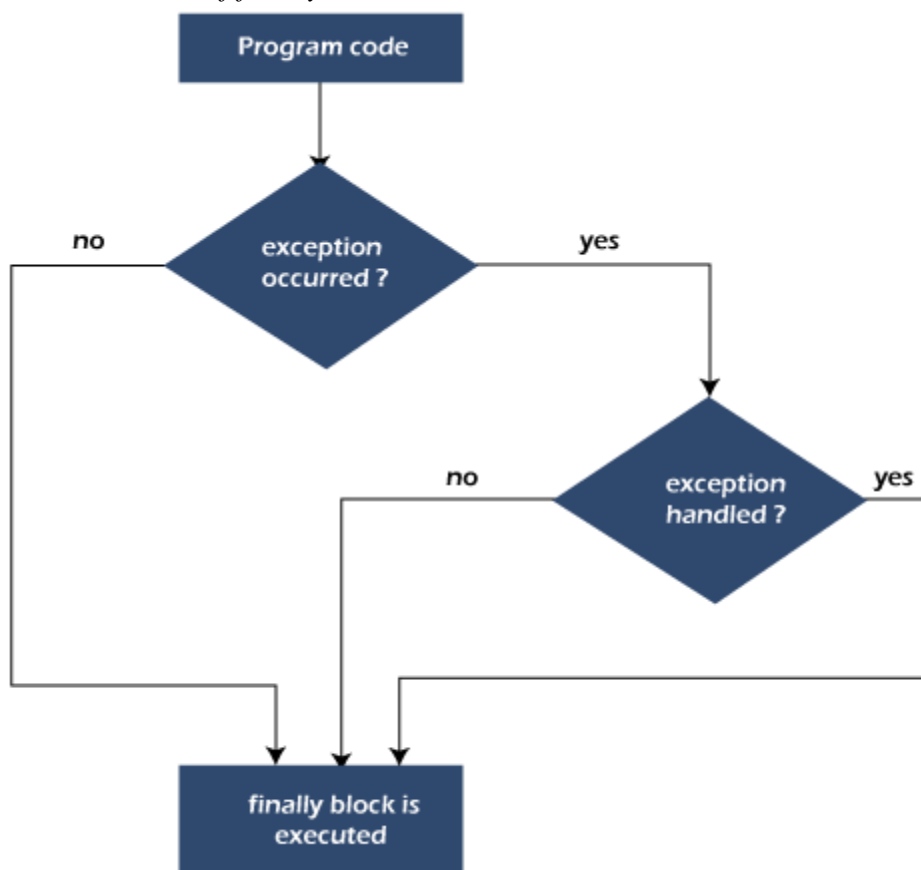 Program code
no
yes
exception
occurred ?
no
yes
exception
handled ?
finally block is
executed